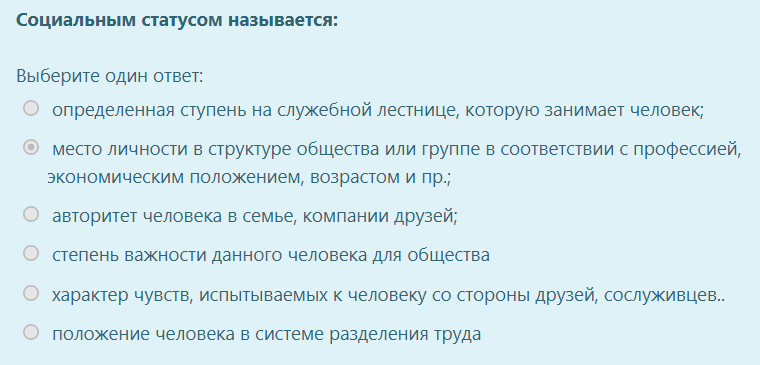 Социальным статусом называется:
Выберите один ответ:
определенная ступень на служебной лестнице, которую занимает человек;
место личности в структуре общества или группе в соответствии с профессией,
экономическим положением, возрастом и пр.;
авторитет человека в семье, компании друзей;
степень важности данного человека для общества
характер чувств, испытываемых к человеку со стороны друзей, сослуживцев..
положение человека в системе разделения труда